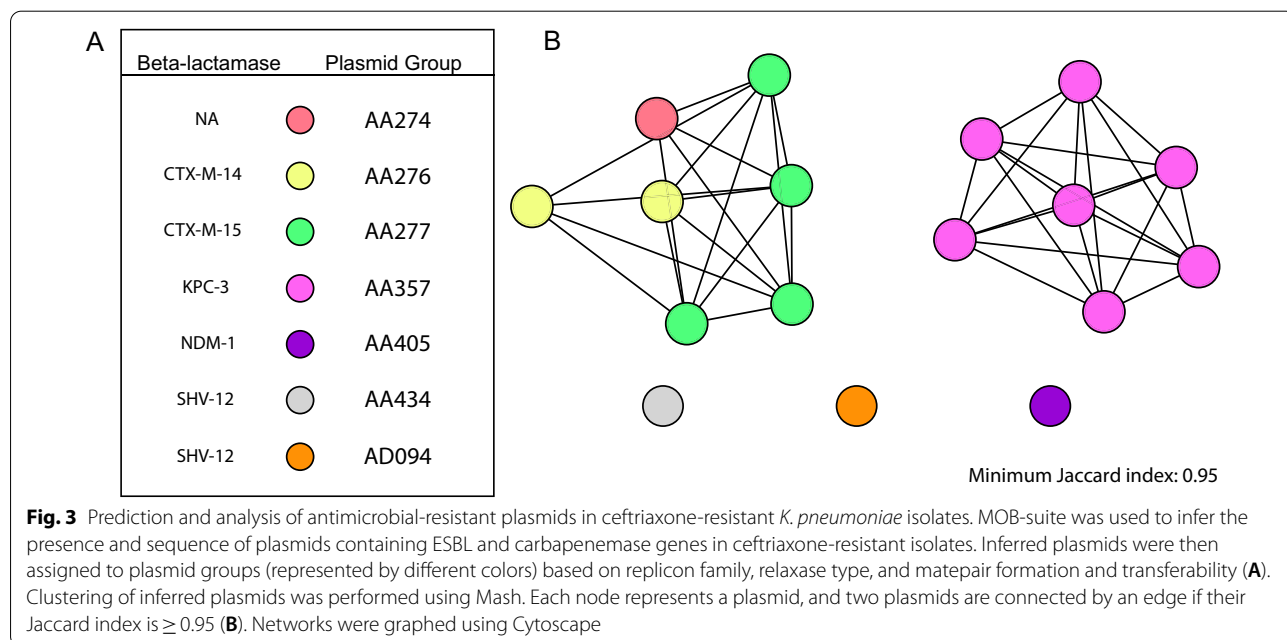 A
B
Beta-lactamase Plasmid Group
NA AA274
CTX-M-14 AA276
CTX-M-15 AA277
KPC-3 AA357
NDM-1 AA405
SHV-12 AA434
SHV-12 AD094
Minimum Jaccard index: 0.95
Fig. 3 Prediction and analysis of antimicrobial-resistant plasmids in ceftriaxone-resistant K. pneumoniae isolates. MOB-suite was used to infer the
presence and sequence of plasmids containing ESBL and carbapenemase genes in ceftriaxone-resistant isolates. Inferred plasmids were then
assigned to plasmid groups (represented by different colors) based on replicon family, relaxase type, and matepair formation and transferability (A).
Clustering of inferred plasmids was performed using Mash. Each node represents a plasmid, and two plasmids are connected by an edge if their
Jaccard index is ≥ 0.95 (B). Networks were graphed using Cytoscape